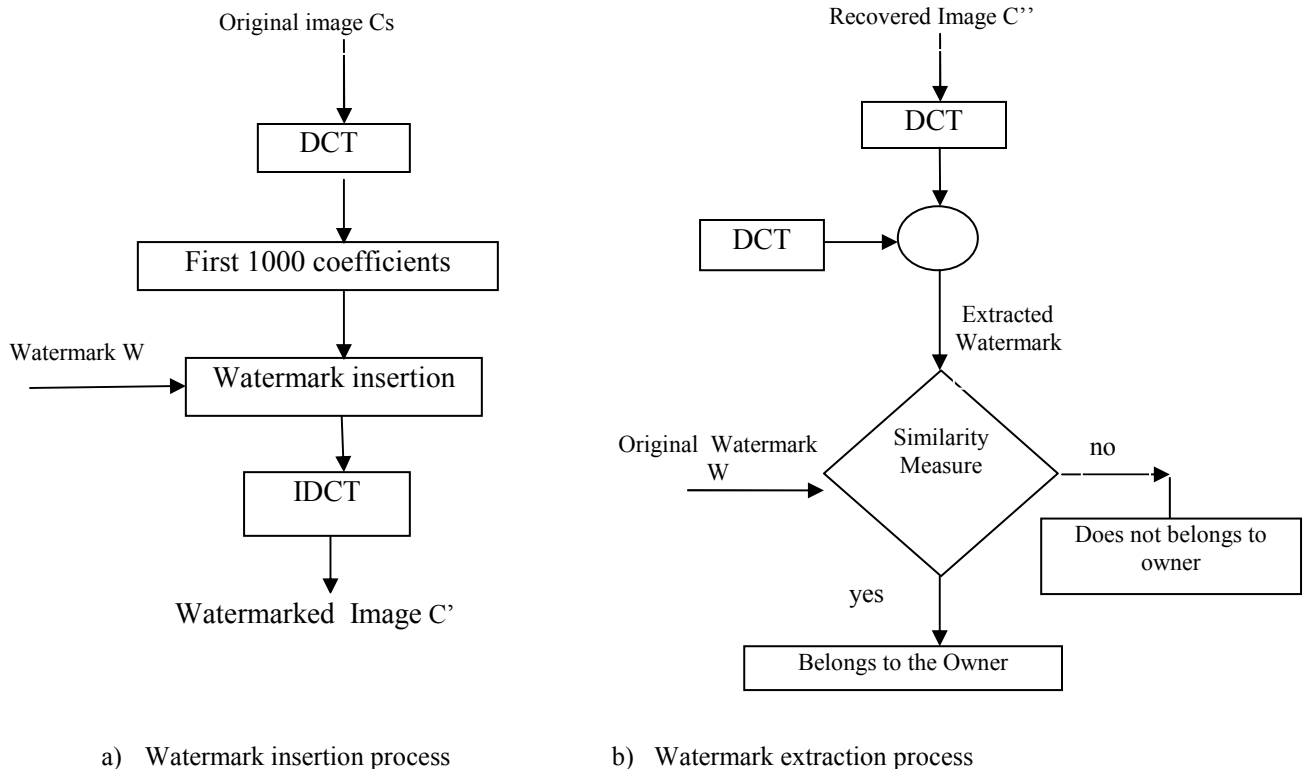 Original image Cs
DCT
First 1000 coefficients
Watermark W
Watermark insertion
IDCT
Watermarked Image C’
a) Watermark insertion process
Recovered Image C’’
DCT
DCT
Extracted
Watermark
Original Watermark
W
Similarity
Measure
no
Does not belongs to
owner
yes
Belongs to the Owner
b) Watermark extraction process